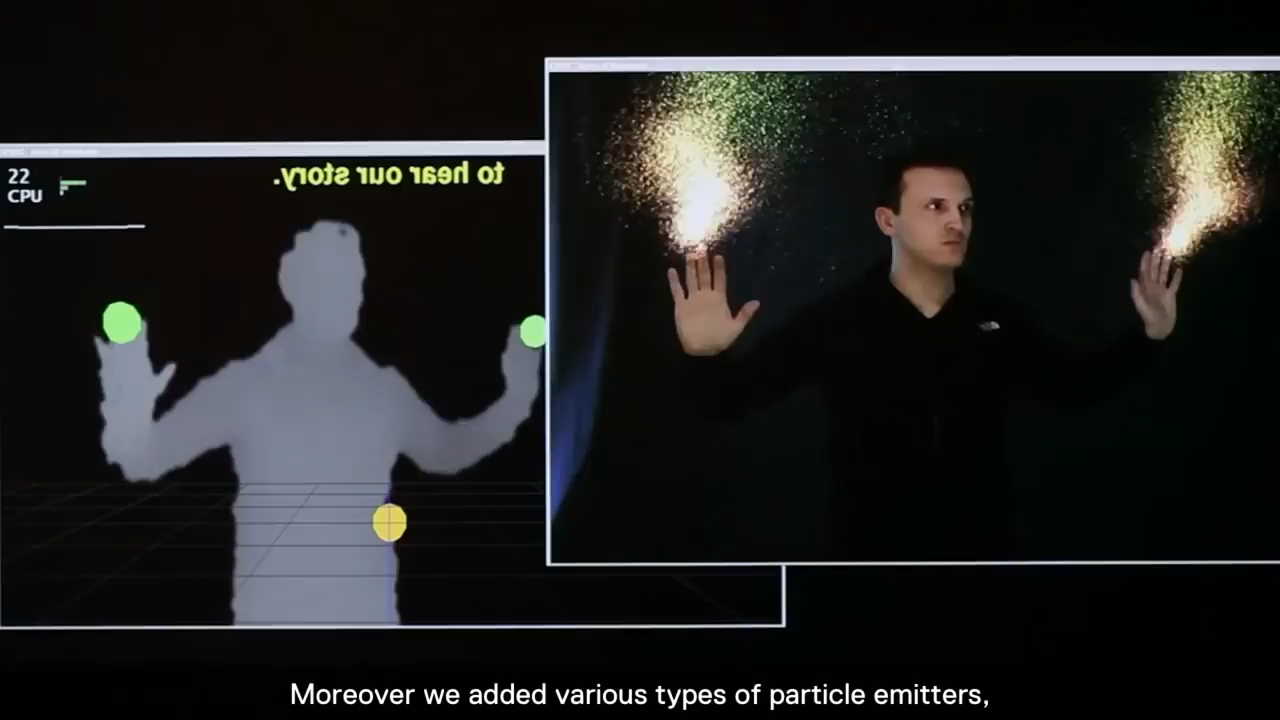 22
CPU
to hear our story.
Moreover we added various types of particle emitters,